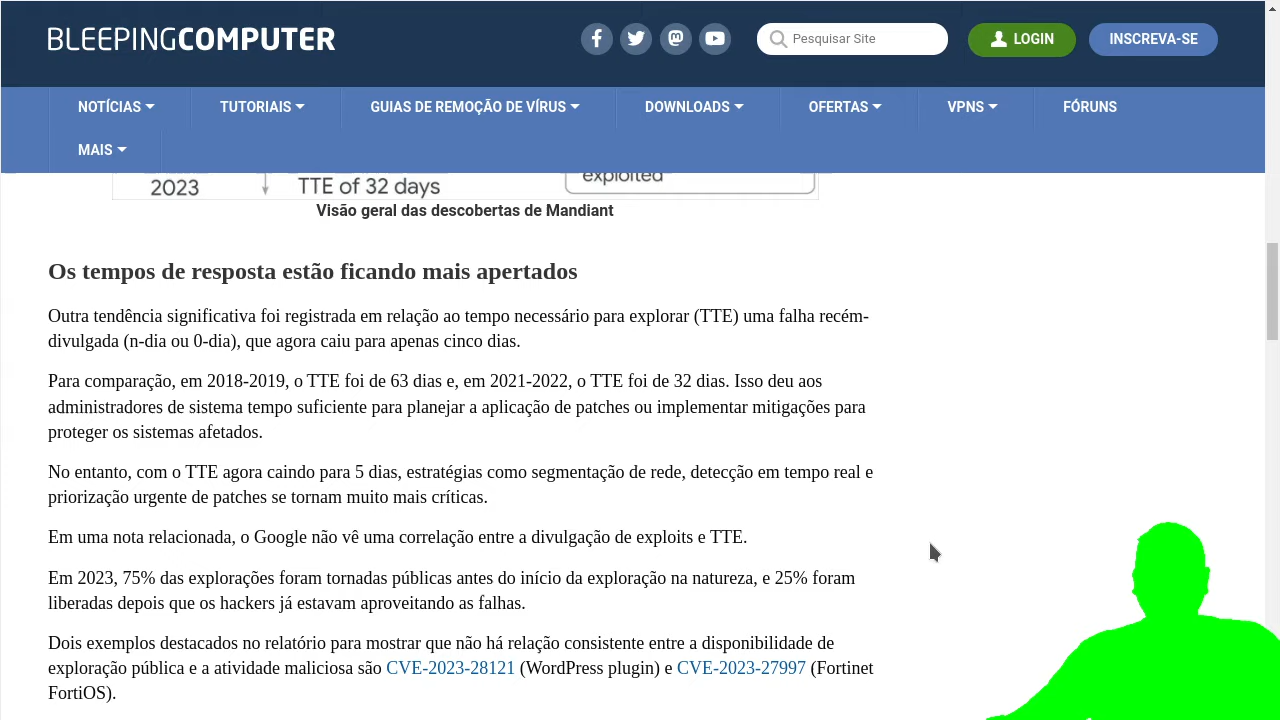 BLEEPINGCOMPUTER
Pesquisar Site
LOGIN
INSCREVA-SE
NOTÍCIAS
TUTORIAIS
GUIAS DE REMOÇÃO DE VÍRUS
DOWNLOADS
OFERTAS
VPNS
FÓRUNS
MAIS
exploited
2023
TTE of 32 days
Visão geral das descobertas de Mandiant
Os tempos de resposta estão ficando mais apertados
Outra tendência significativa foi registrada em relação ao tempo necessário para explorar (TTE) uma falha recém-
divulgada (n-dia ou 0-dia), que agora caiu para apenas cinco dias.
Para comparação, em 2018-2019, o TTE foi de 63 dias e, em 2021-2022, o TTE foi de 32 dias. Isso deu aos
administradores de sistema tempo suficiente para planejar a aplicação de patches ou implementar mitigações para
proteger os sistemas afetados.
No entanto, com o TTE agora caindo para 5 dias, estratégias como segmentação de rede, detecção em tempo real e
priorização urgente de patches se tornam muito mais críticas.
Em uma nota relacionada, o Google não vê uma correlação entre a divulgação de exploits e TTE.
Em 2023, 75% das explorações foram tornadas públicas antes do início da exploração na natureza, e 25% foram
liberadas depois que os hackers já estavam aproveitando as falhas.
Dois exemplos destacados no relatório para mostrar que não há relação consistente entre a disponibilidade de
exploração pública e a atividade maliciosa são CVE-2023-28121 (WordPress plugin) e CVE-2023-27997 (Fortinet
FortiOS).